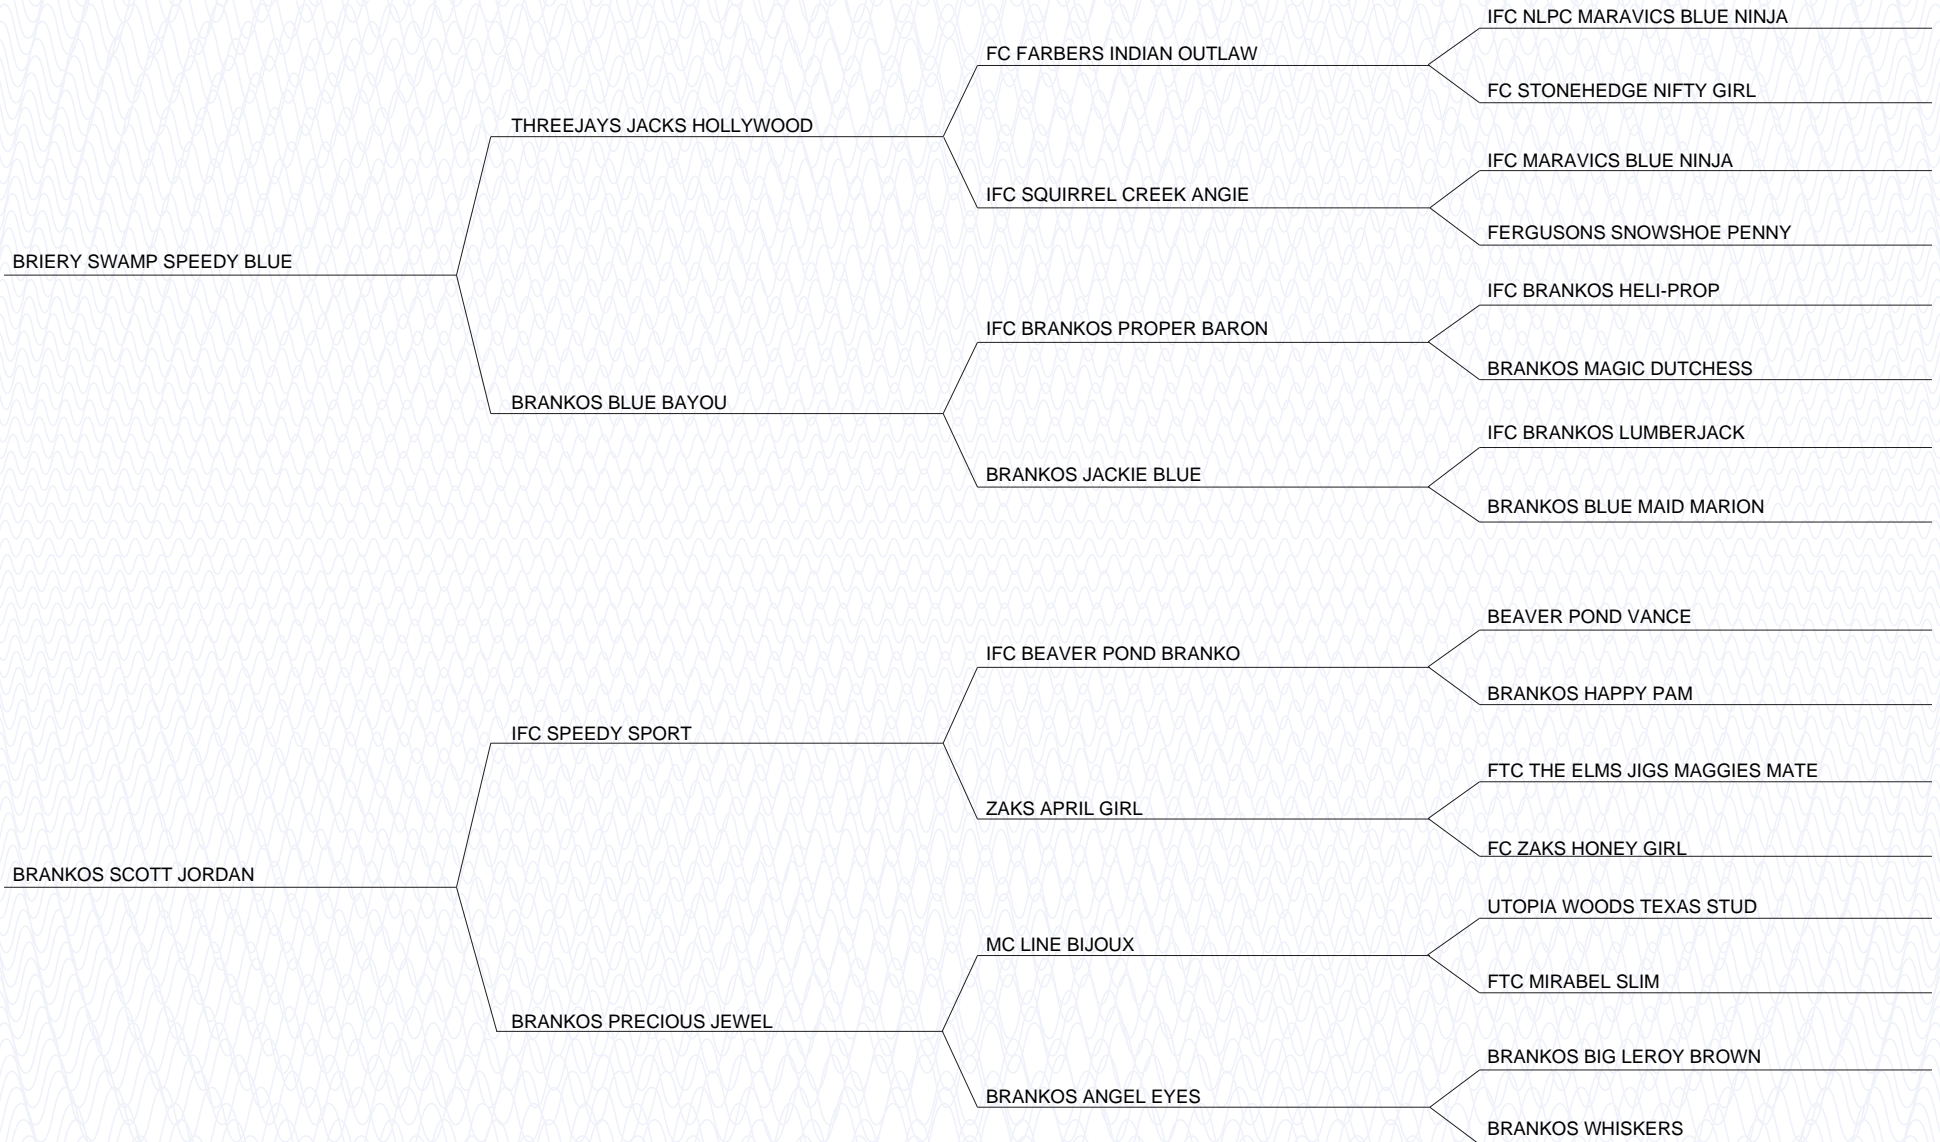 IFC NLPC MARAVICS BLUE NINJA
FC FARBERS INDIAN OUTLAW
FC STONEHEDGE NIFTY GIRL
THREEJAYS JACKS HOLLYWOOD
IFC MARAVICS BLUE NINJA
IFC SQUIRREL CREEK ANGIE
FERGUSONS SNOWSHOE PENNY
BRIERY SWAMP SPEEDY BLUE
IFC BRANKOS HELI-PROP
IFC BRANKOS PROPER BARON
BRANKOS MAGIC DUTCHESS
BRANKOS BLUE BAYOU
IFC BRANKOS LUMBERJACK
BRANKOS JACKIE BLUE
BRANKOS BLUE MAID MARION
BEAVER POND VANCE
IFC BEAVER POND BRANKO
BRANKOS HAPPY PAM
IFC SPEEDY SPORT
FTC THE ELMS JIGS MAGGIES MATE
ZAKS APRIL GIRL
FC ZAKS HONEY GIRL
BRANKOS SCOTT JORDAN
UTOPIA WOODS TEXAS STUD
MC LINE BIJOUX
FTC MIRABEL SLIM
BRANKOS PRECIOUS JEWEL
BRANKOS BIG LEROY BROWN
BRANKOS ANGEL EYES
BRANKOS WHISKERS